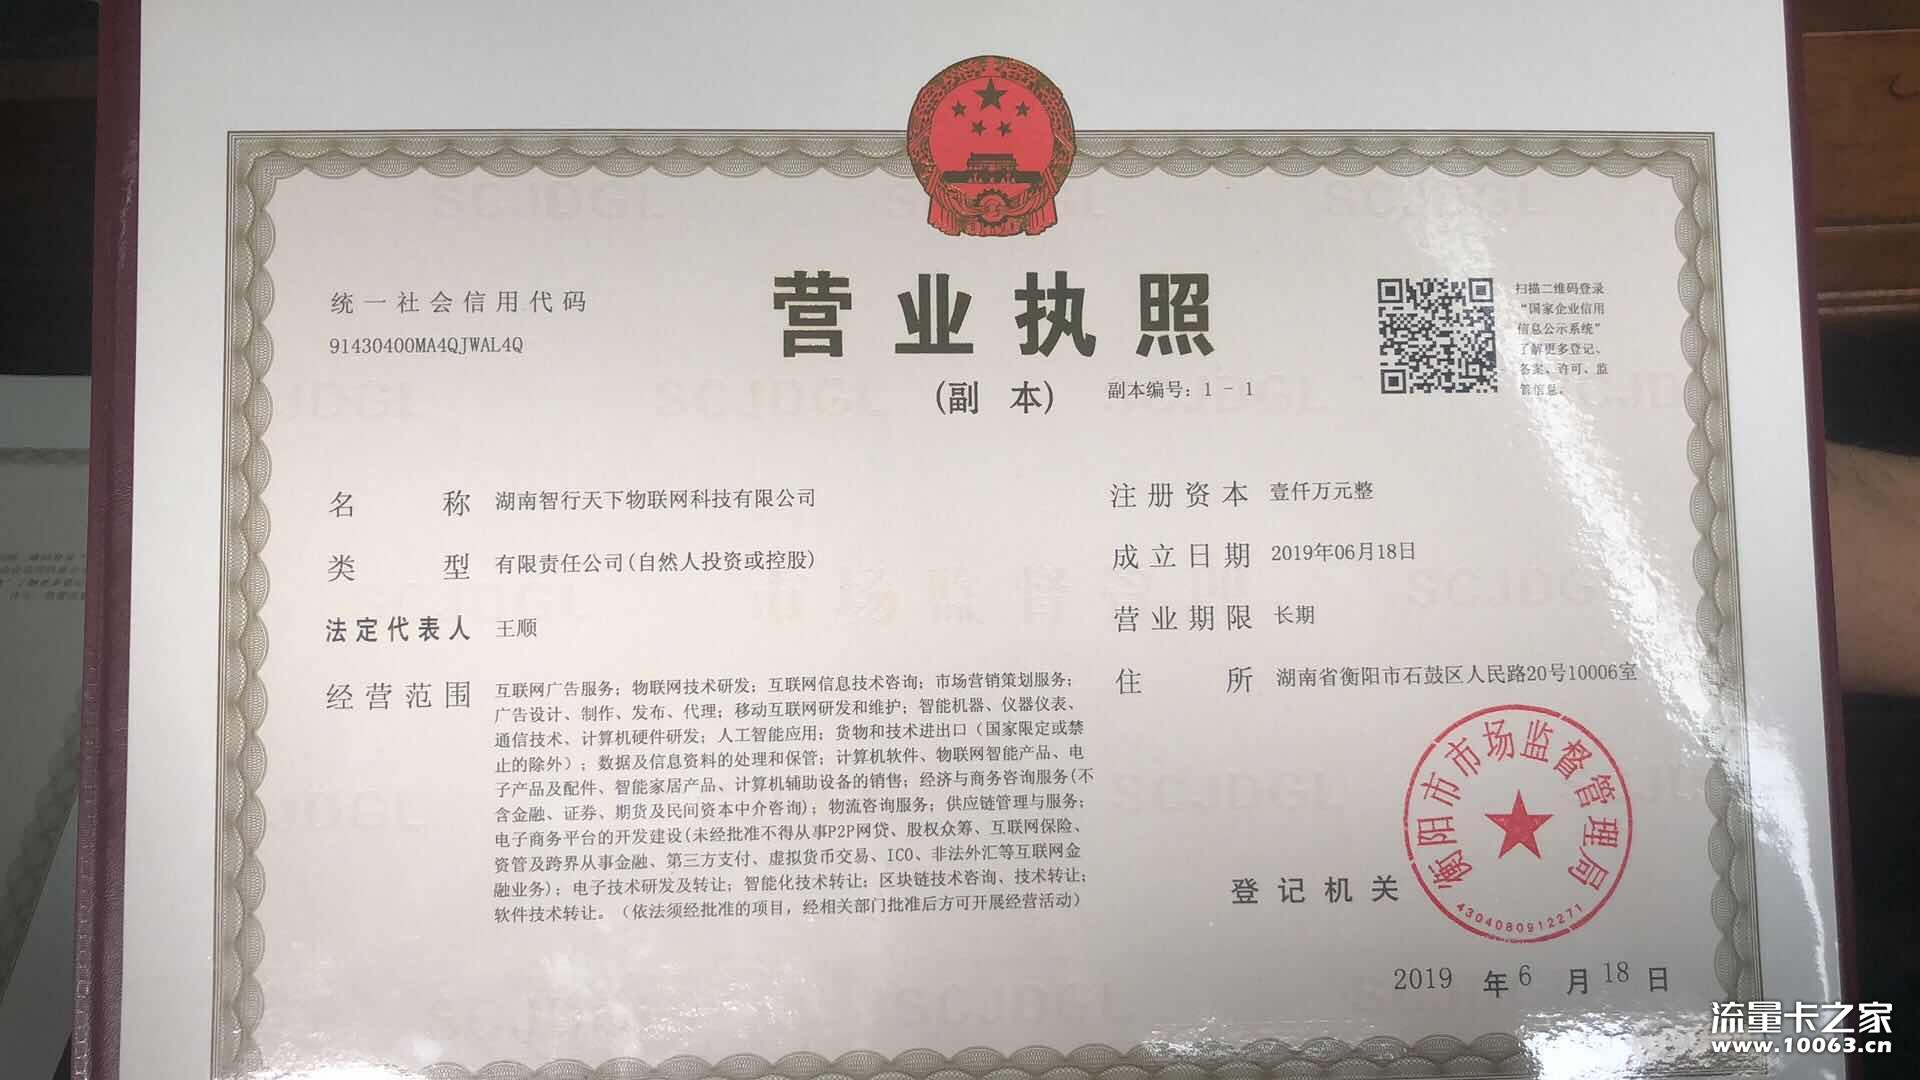 营业执照
(副 本)
副本编号：1 - 1
统一社会信用代码
91430400MA4QJWAL4Q
扫描二维码登录
“国家企业信用
信息公示系统”
了解更多登记、
备案、许可、监
管信息。
名 称 湖南智行天下物联网科技有限公司
类 型 有限责任公司(自然人投资或控股)
法定代表人 王顺
经营范围 互联网广告服务；物联网技术研发；互联网信息技术咨询；市场营销策划服务；
广告设计、制作、发布、代理；移动互联网研发和维护；智能机器、仪器仪表、
通信技术、计算机硬件研发；人工智能应用；货物和技术进出口（国家限定或禁
止的除外）；数据及信息资料的处理和保管；计算机软件、物联网智能产品、电
子产品及配件、智能家居产品、计算机辅助设备的销售；经济与商务咨询服务(不
含金融、证券、期货及民间资本中介咨询)；物流咨询服务；供应链管理与服务；
电子商务平台的开发建设(未经批准不得从事P2P网贷、股权众筹、互联网保险、
资管及跨界从事金融、第三方支付、虚拟货币交易、ICO、非法外汇等互联网金
融业务)；电子技术研发及转让；智能化技术转让；区块链技术咨询、技术转让；
软件技术转让。（依法须经批准的项目，经相关部门批准后方可开展经营活动）
注册资本 壹仟万元整
成立日期 2019年06月18日
营业期限 长期
住 所 湖南省衡阳市石鼓区人民路20号10006室
登记机关
衡阳市市场监督管理局
4304080912271
2019 年 6 月 18 日
流量卡之家
www.10063.cn